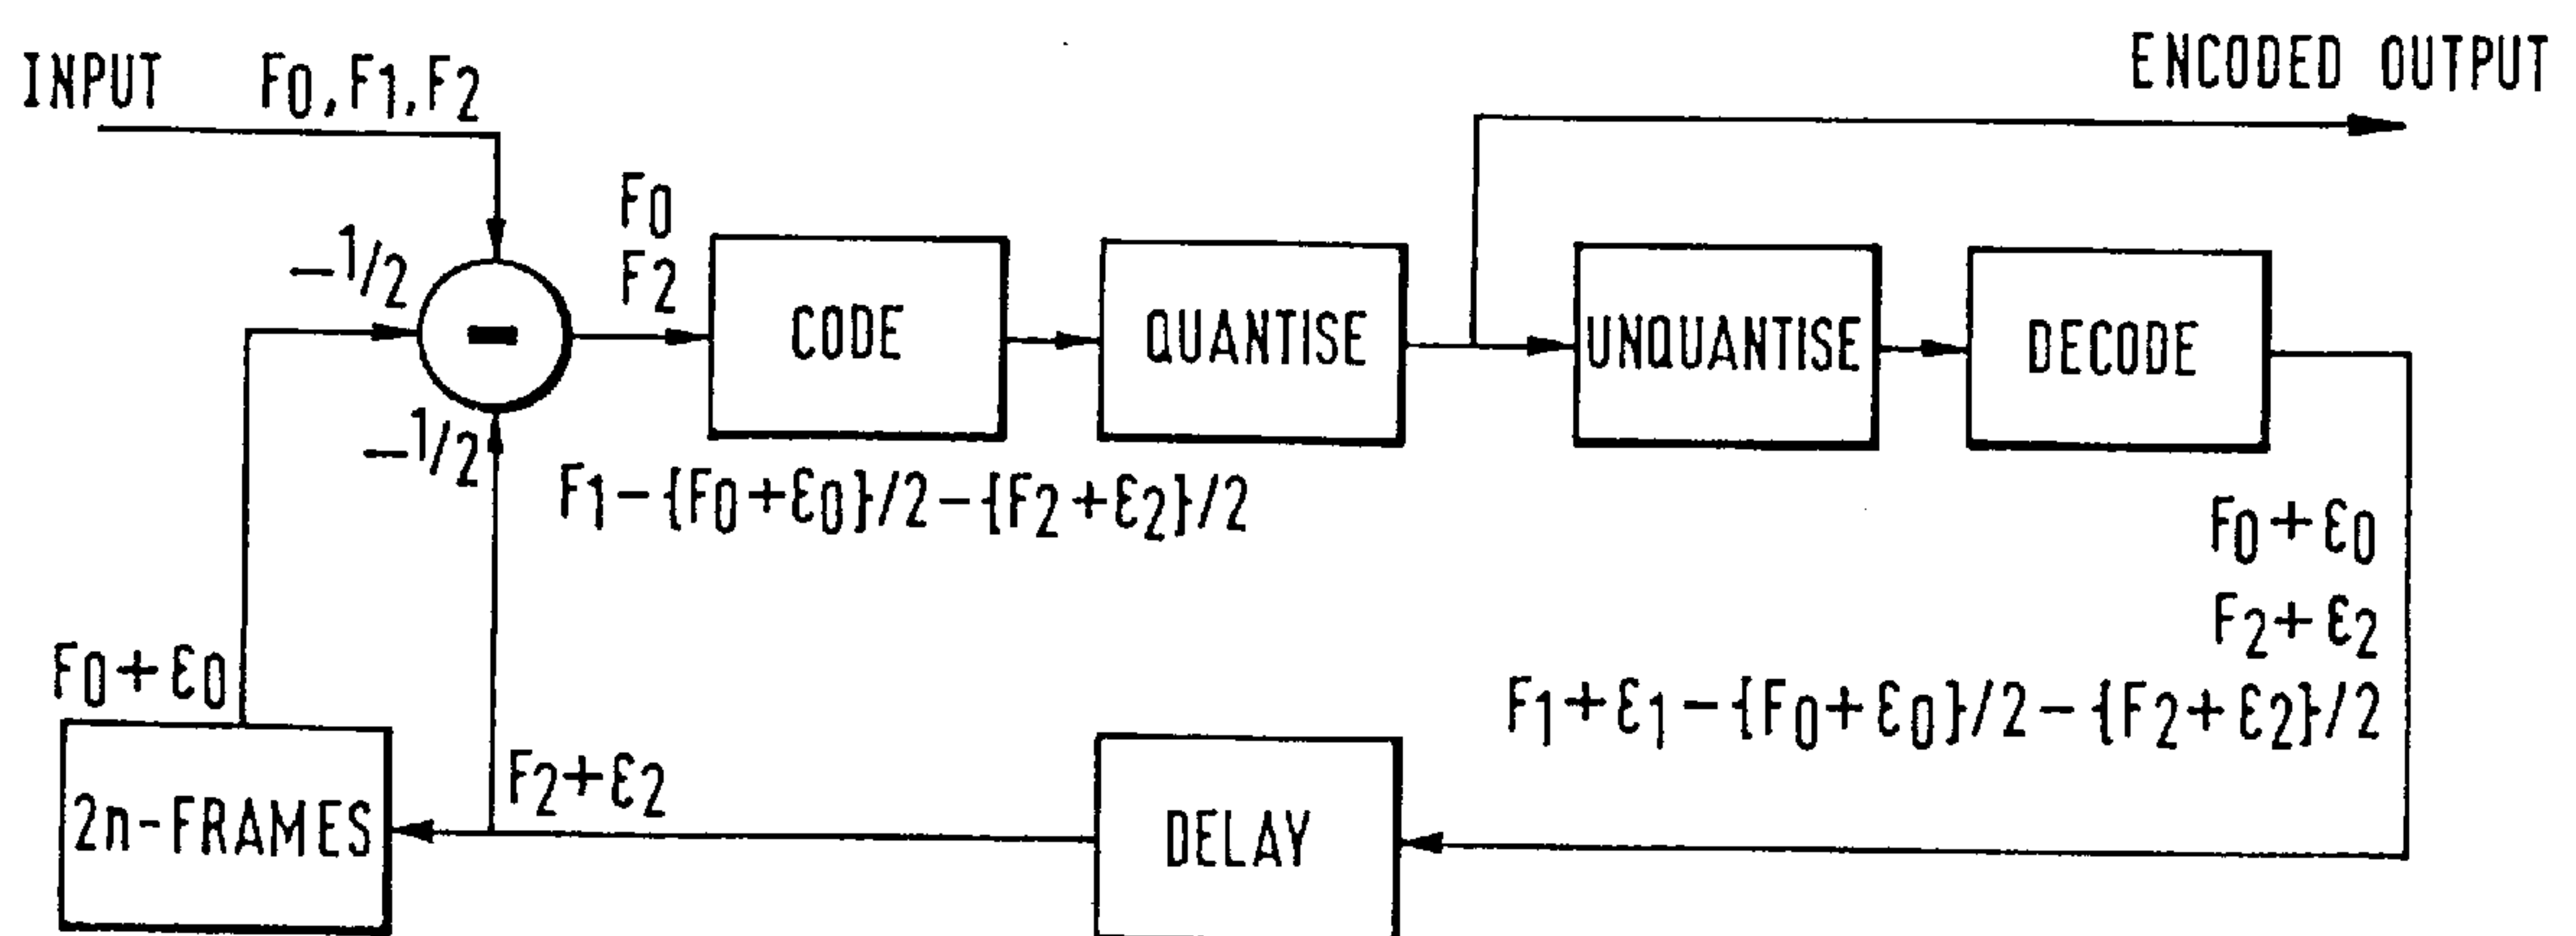 INPUT F0, F1, F2
ENCODED OUTPUT
F0
F2
-1/2
CODE
QUANTISE
UNQUANTISE
DECODE
-1/2
F1-{F0+ε0}/2-{F2+ε2}/2
F0+ε0
F2+ε2
F1+ε1-{F0+ε0}/2-{F2+ε2}/2
F0+ε0
F2+ε2
2n-FRAMES
DELAY